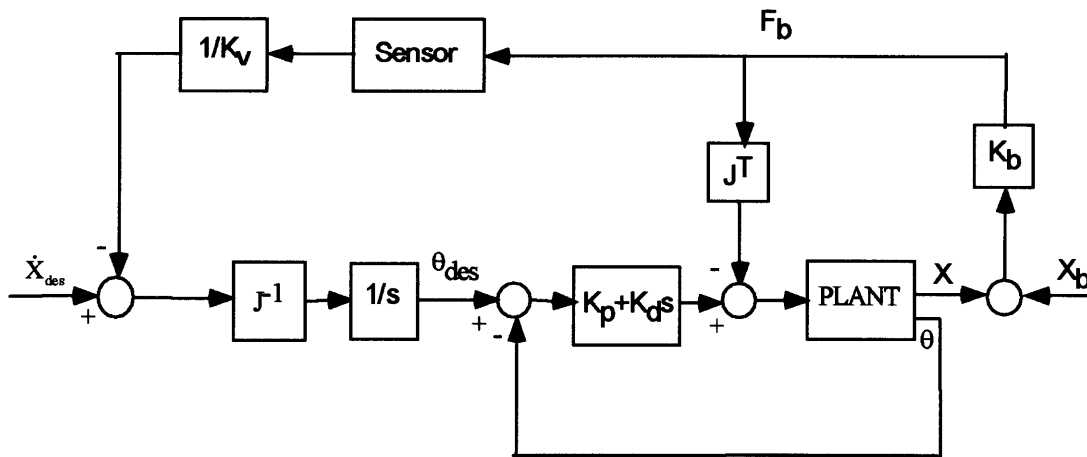 F_b
1/K_v
Sensor
K_b
J^T
-
Ẋ_des
+
J^-1
1/s
θ_des
+
-
K_p+K_d s
-
+
PLANT
X
θ
X_b